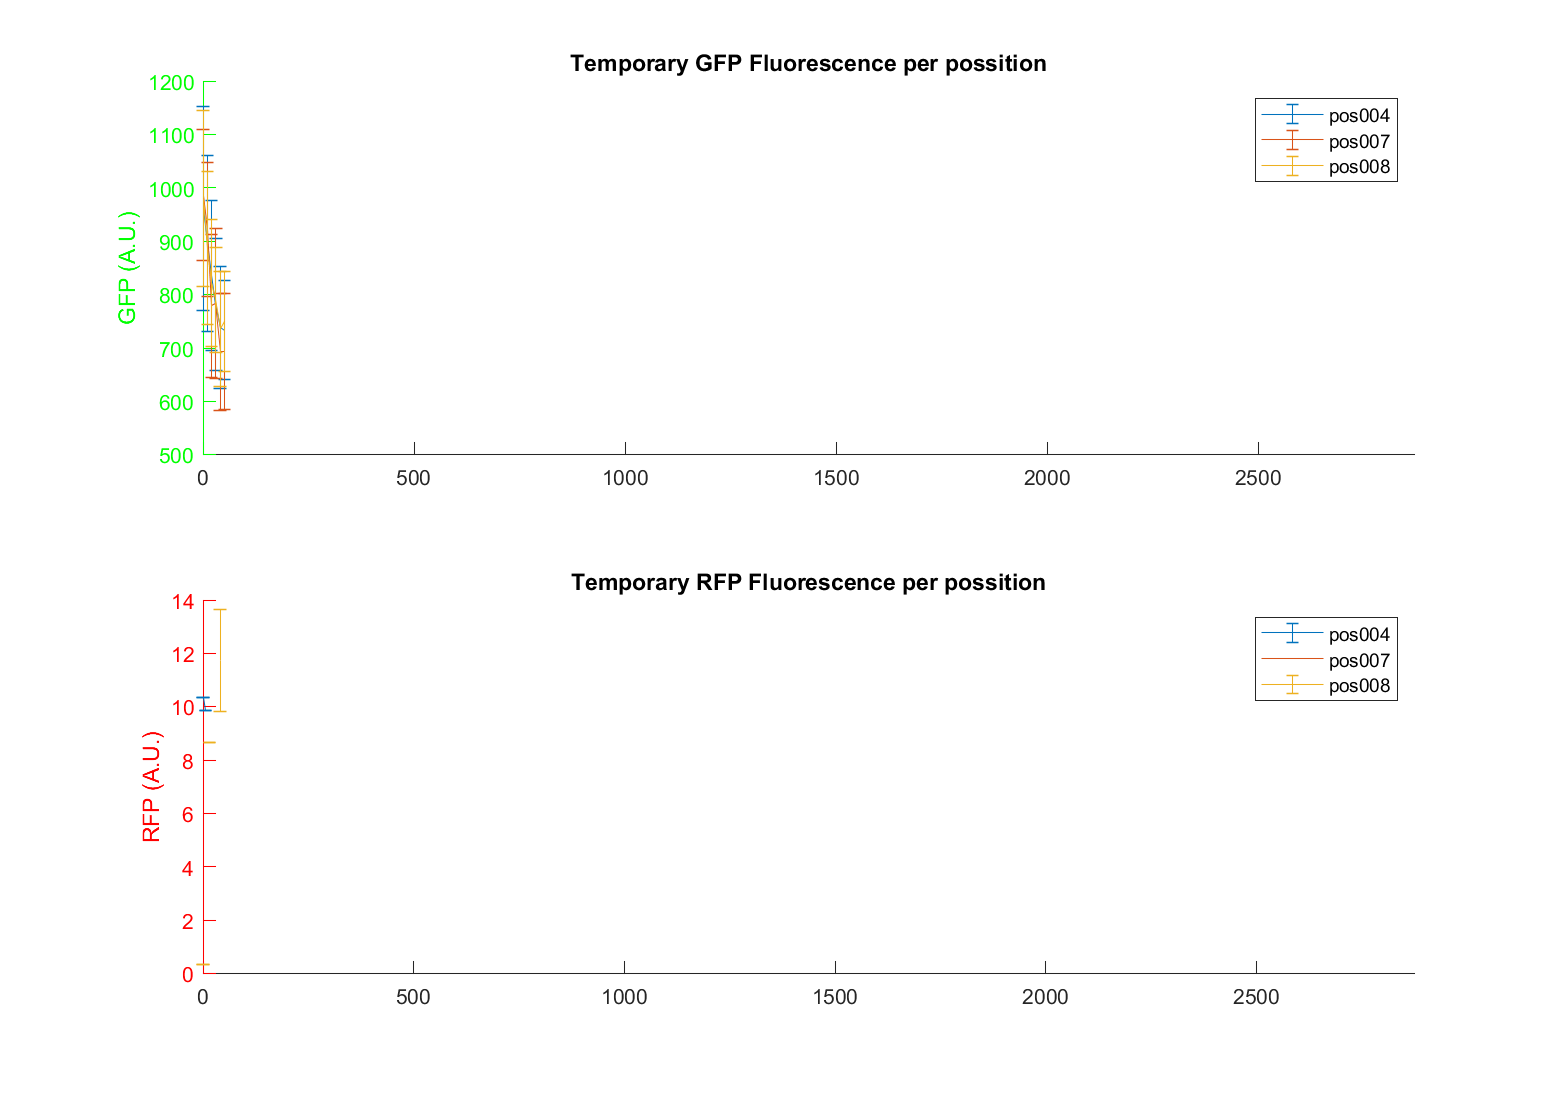 Temporary GFP Fluorescence per possition
1200
1100
1000
900
800
700
600
500
GFP (A.U.)
pos004
pos007
pos008
0 500 1000 1500 2000 2500
Temporary RFP Fluorescence per possition
14
12
10
8
6
4
2
0
RFP (A.U.)
pos004
pos007
pos008
0 500 1000 1500 2000 2500